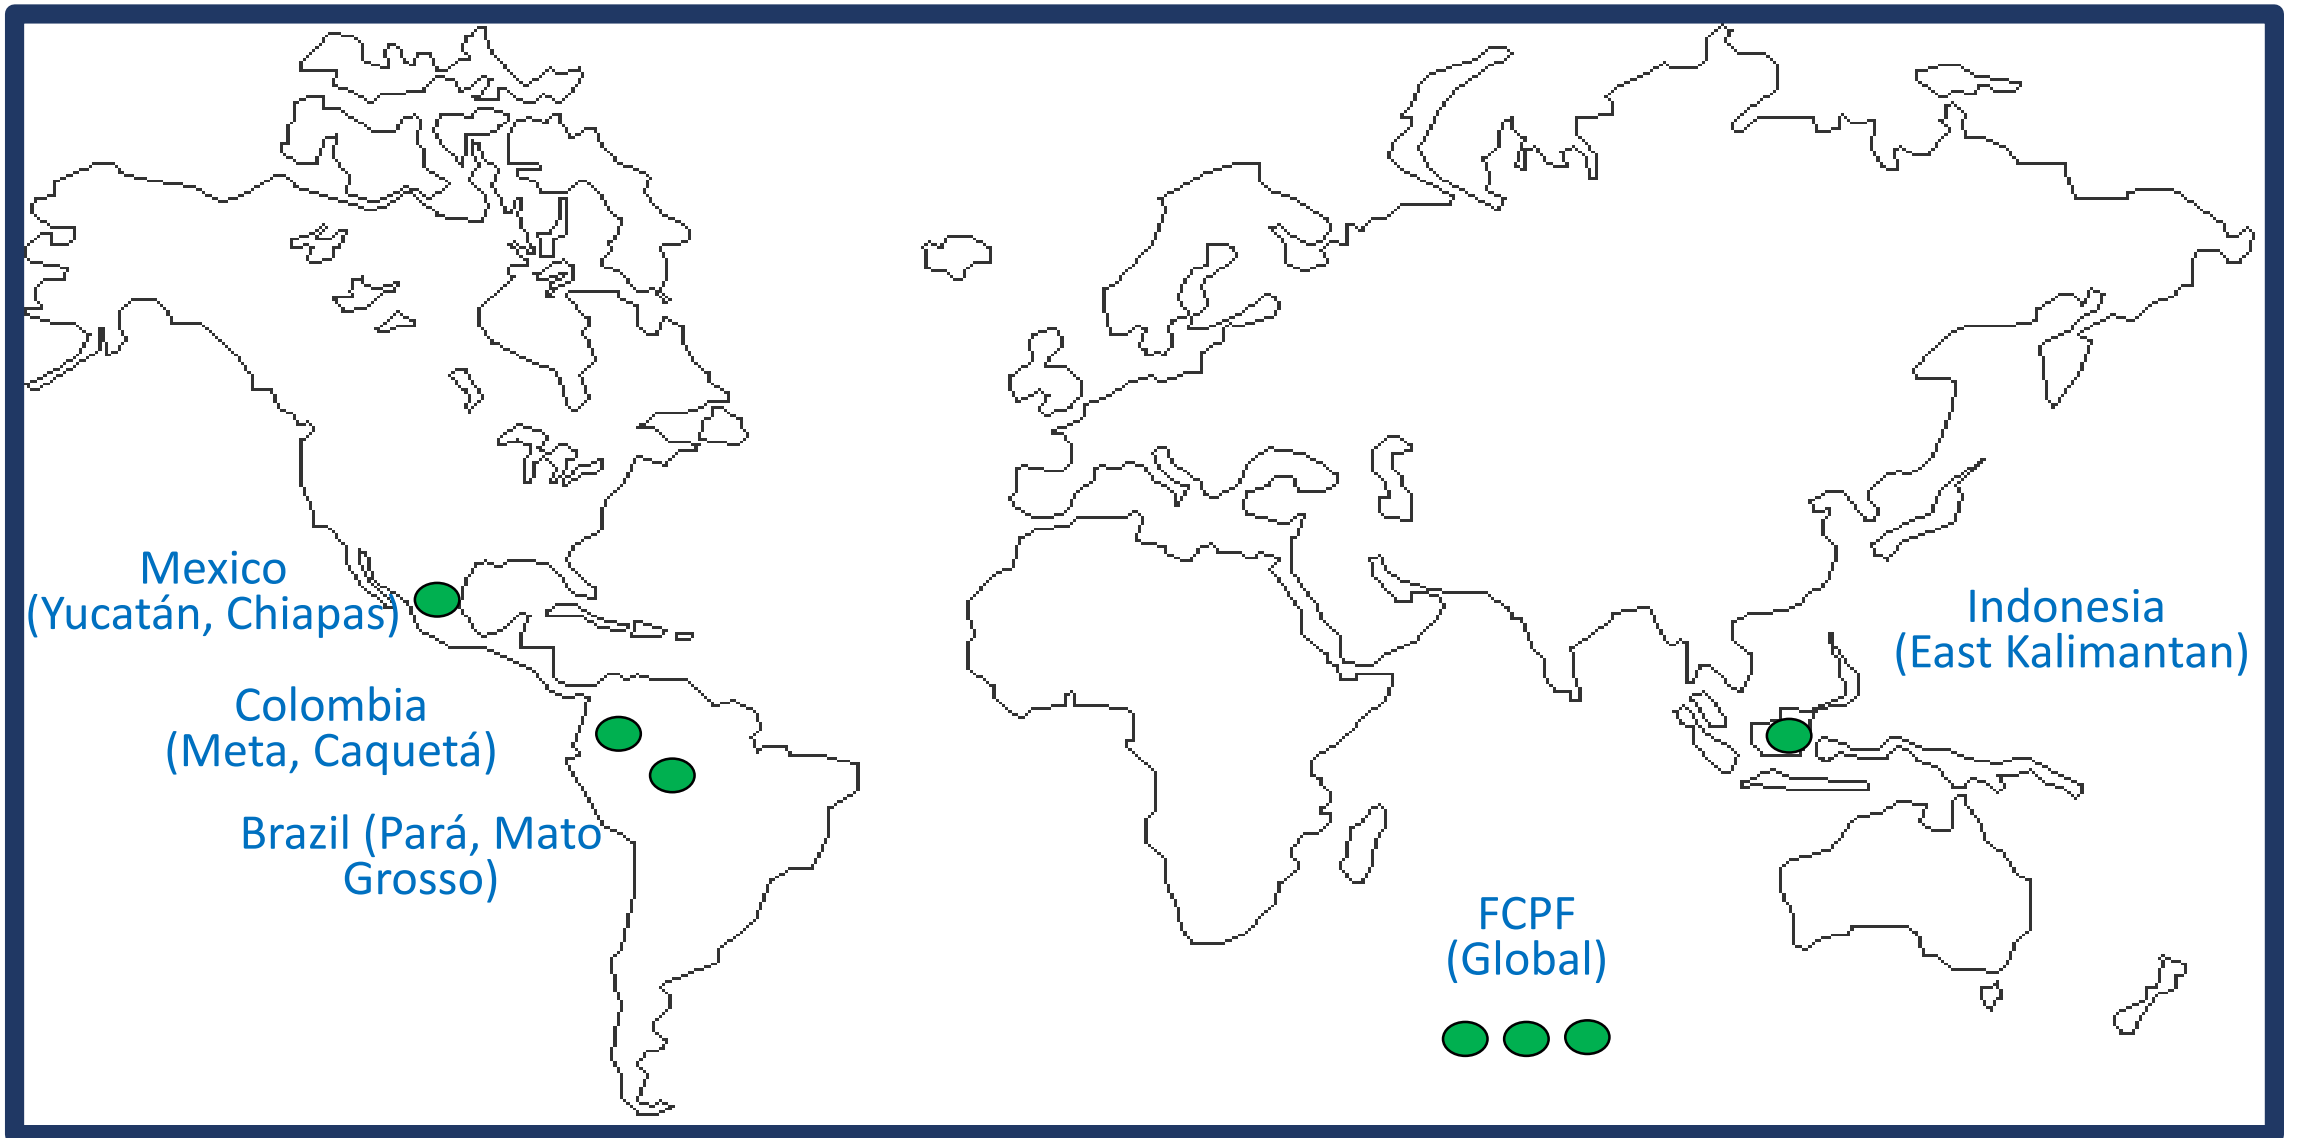 Mexico
(Yucatán, Chiapas)
Colombia
(Meta, Caquetá)
Brazil (Pará, Mato
Grosso)
Indonesia
(East Kalimantan)
FCPF
(Global)